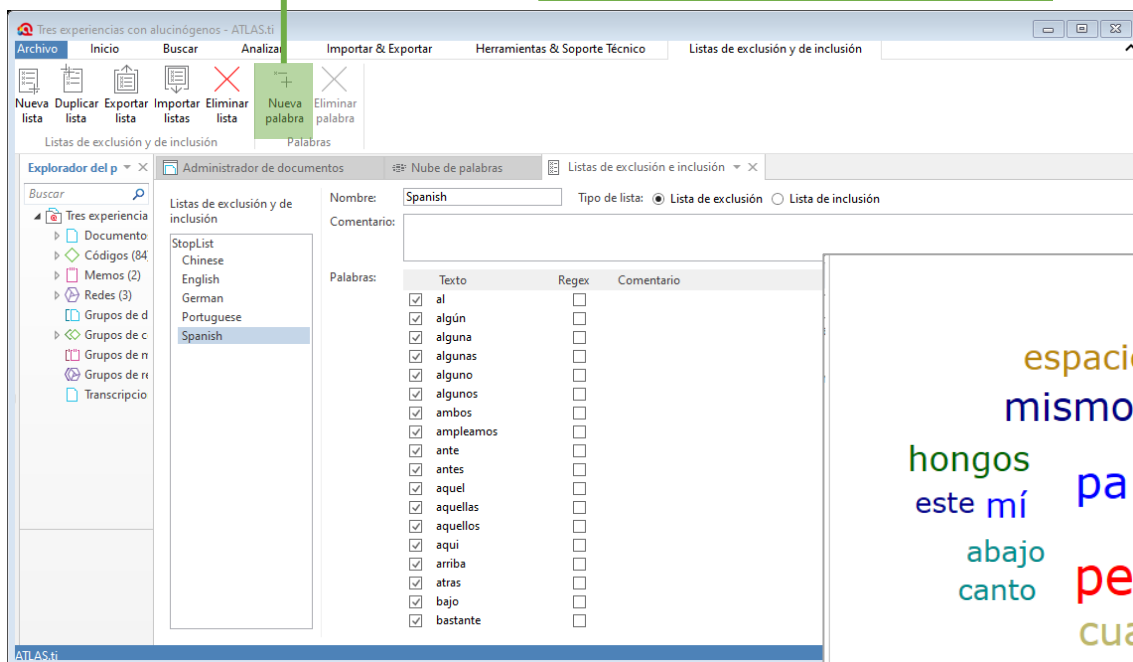 Tres experiencias con alucinógenos - ATLAS.ti
Archivo Inicio Buscar Analizar Importar & Exportar Herramientas & Soporte Técnico Listas de exclusión y de inclusión
Nueva lista
Duplicar lista
Exportar lista
Importar listas
Eliminar lista
Nueva palabra
Eliminar palabra
Listas de exclusión y de inclusión Palabras
Explorador del p
Administrador de documentos Nube de palabras Listas de exclusión e inclusión
Buscar
Tres experiencia
Documento
Códigos (84
Memos (2)
Redes (3)
Grupos de d
Grupos de c
Grupos de m
Grupos de re
Transcripcio
Listas de exclusión y de
inclusión
StopList
Chinese
English
German
Portuguese
Spanish
Nombre: Spanish Tipo de lista: Lista de exclusión Lista de inclusión
Comentario:
Palabras: Texto Regex Comentario
al
algún
alguna
algunas
alguno
algunos
ambos
ampleamos
ante
antes
aquel
aquellas
aquellos
aqui
arriba
atras
bajo
bastante
espacio
mismo
hongos
pa
este mí
abajo
pe
canto
cua
ATLAS.ti